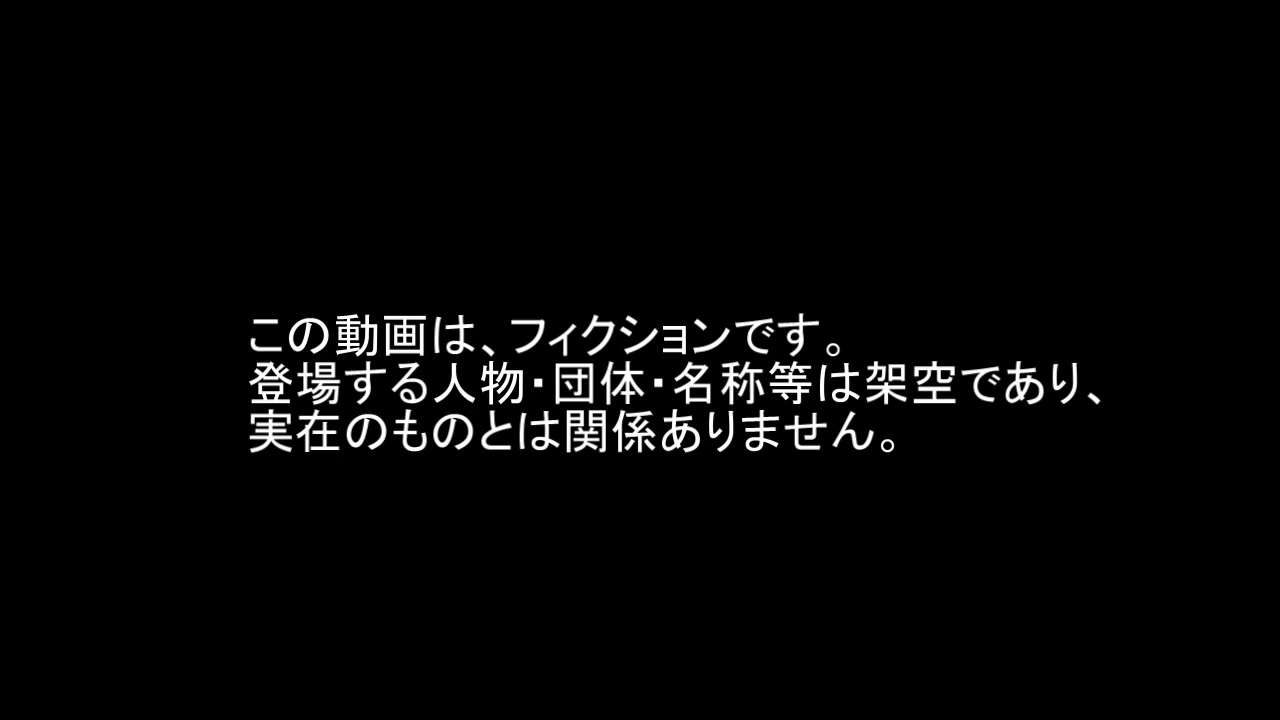 この動画は、フィクションです。
登場する人物・団体・名称等は架空であり、
実在のものとは関係ありません。